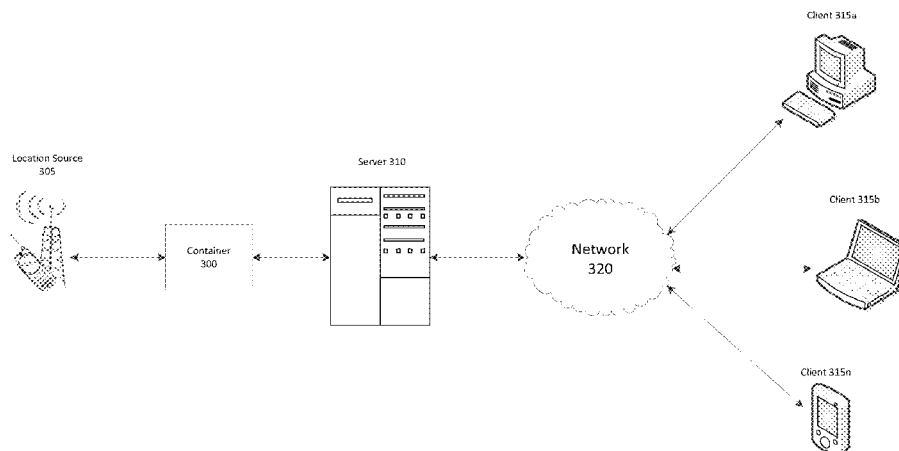 Client 315a
Location Source
305
Server 310
Client 315b
Container
300
Network
320
Client 315n